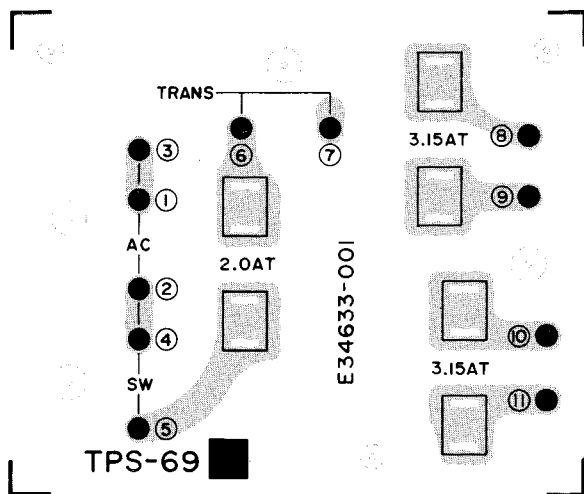 TRANS
③
①
AC
②
④
SW
⑤
⑥
⑦
2.0AT
E34633-001
3.15AT
⑧
⑨
⑩
3.15AT
⑪
TPS-69